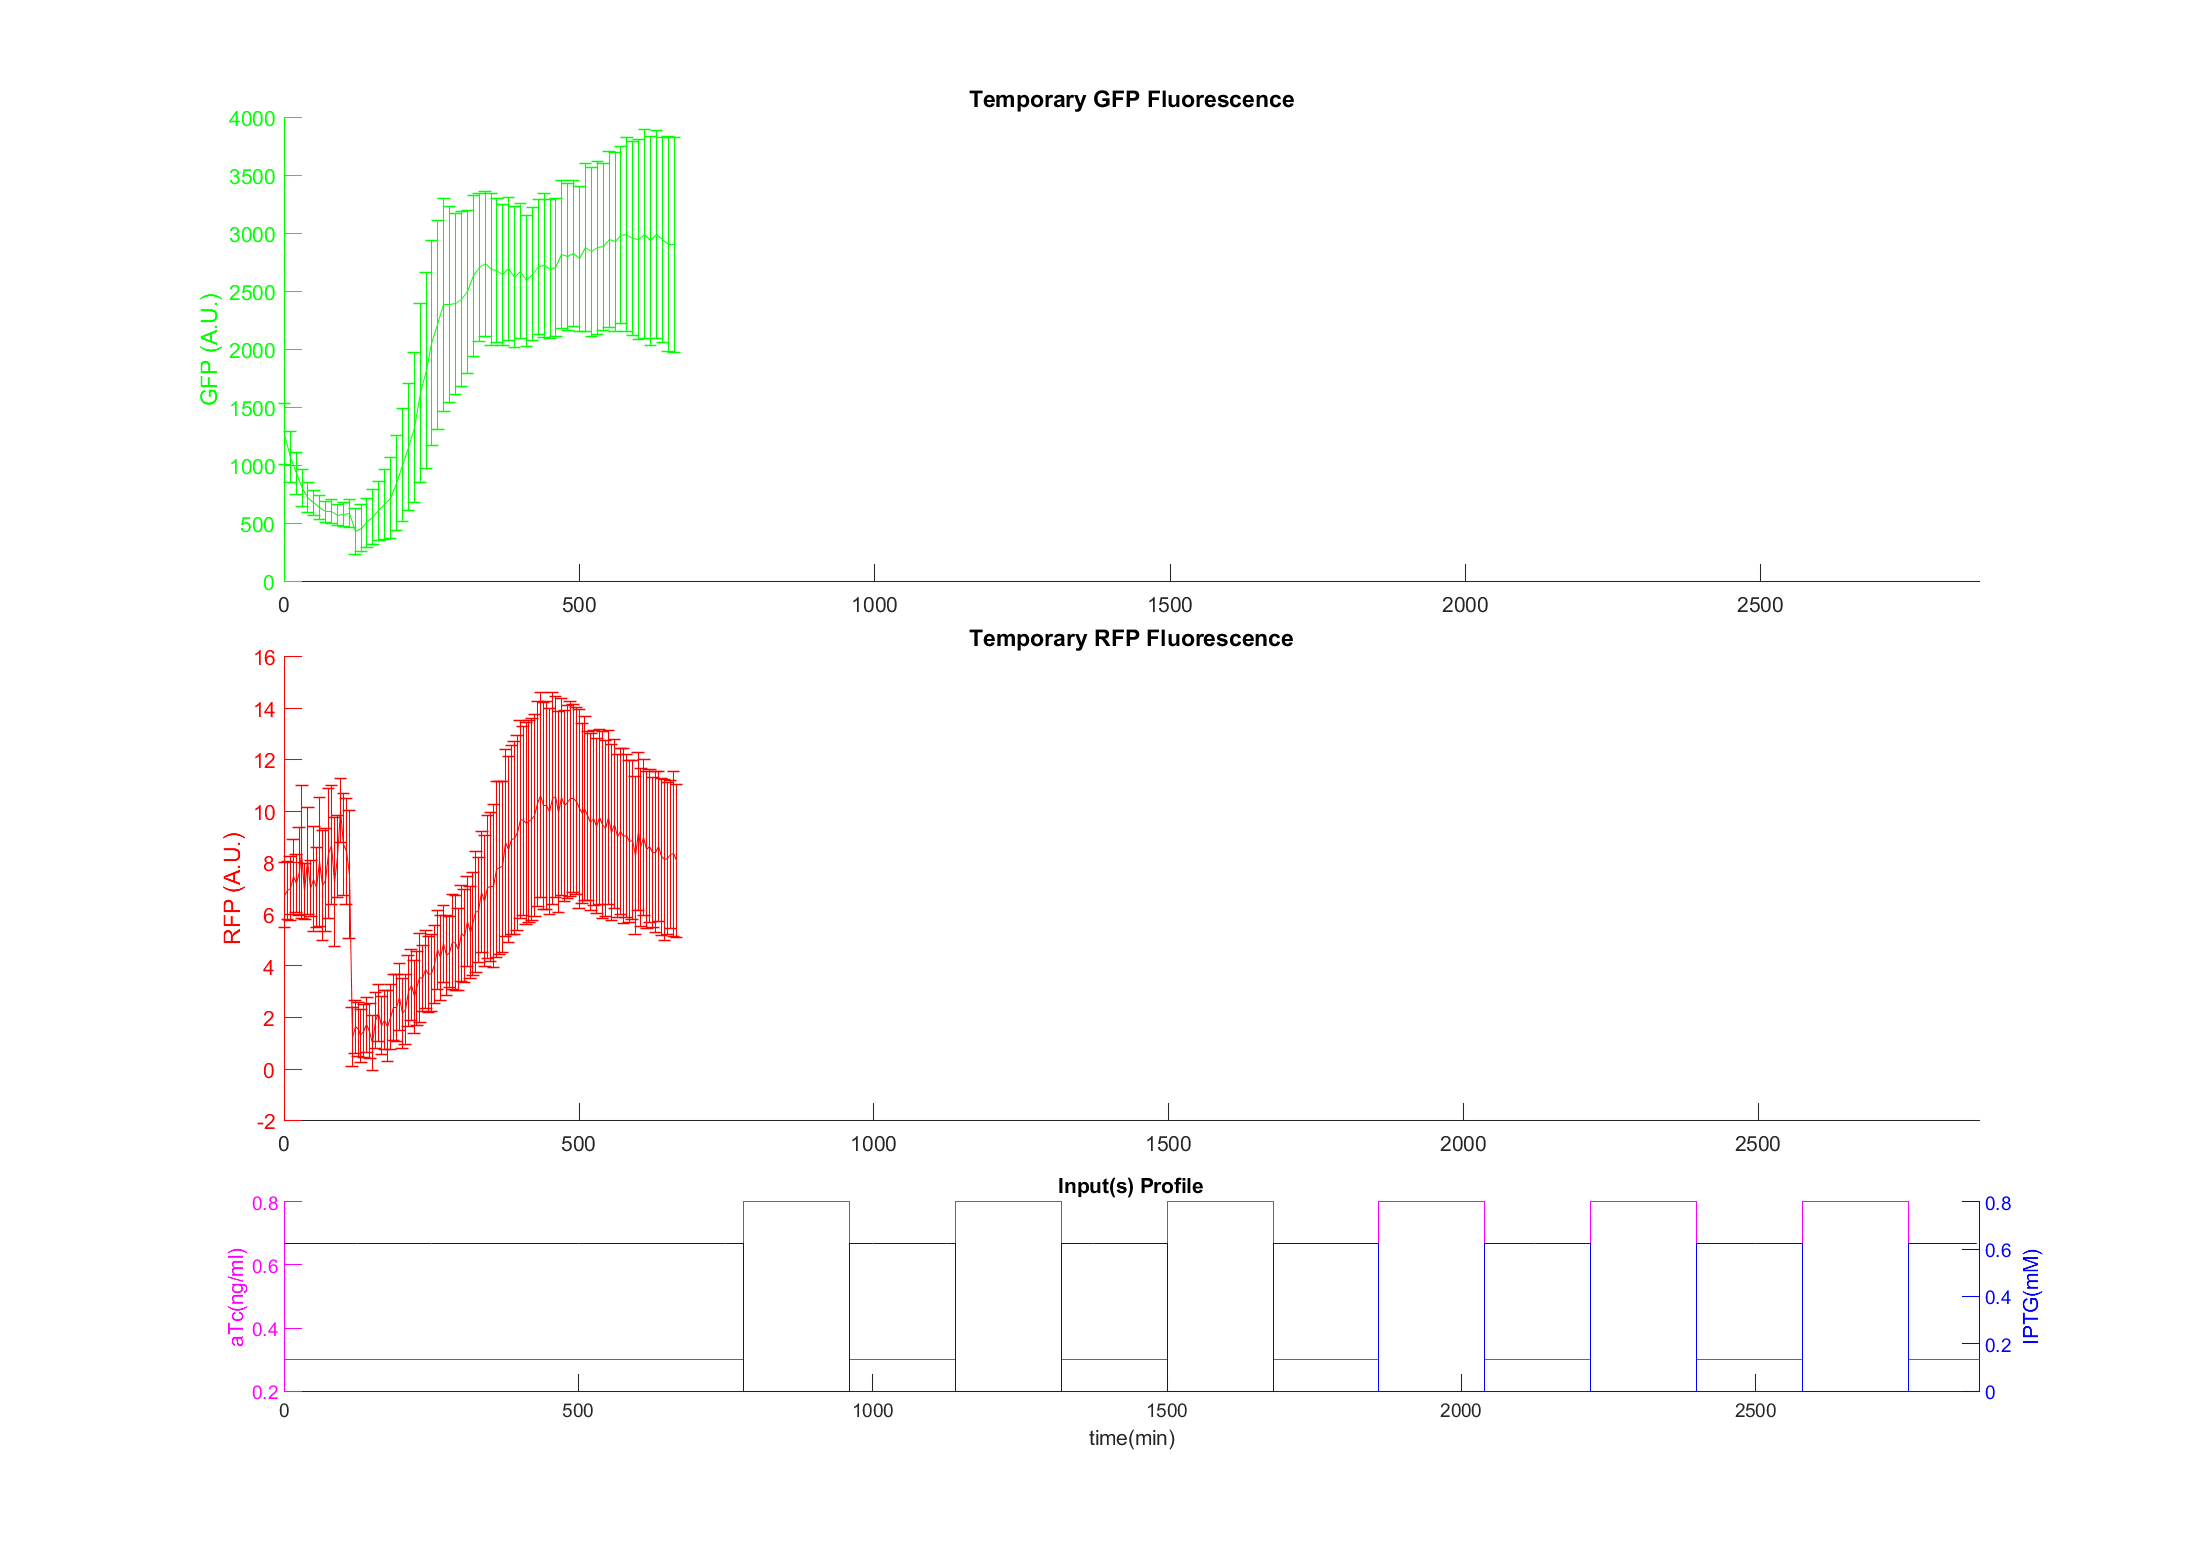 Temporary GFP Fluorescence
4000
3500
3000
2500
2000
1500
1000
500
0
GFP (A.U.)
0 500 1000 1500 2000 2500
Temporary RFP Fluorescence
16
14
12
10
8
6
4
2
0
-2
RFP (A.U.)
0 500 1000 1500 2000 2500
Input(s) Profile
0.8
0.6
0.4
0.2
aTc(ng/ml)
0.8
0.6
0.4
0.2
0
IPTG(mM)
0 500 1000 1500 2000 2500
time(min)